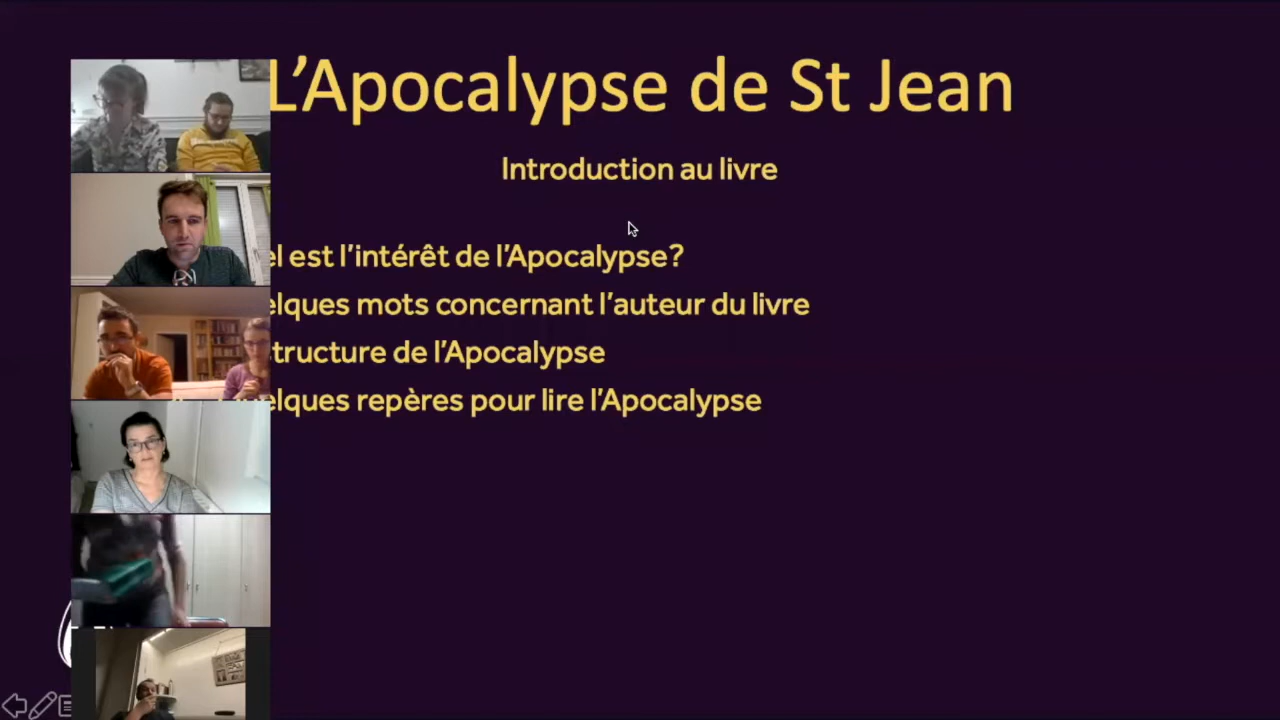 L’Apocalypse de St Jean
Introduction au livre
el est l’intérêt de l’Apocalypse?
elques mots concernant l’auteur du livre
tructure de l’Apocalypse
elques repères pour lire l’Apocalypse